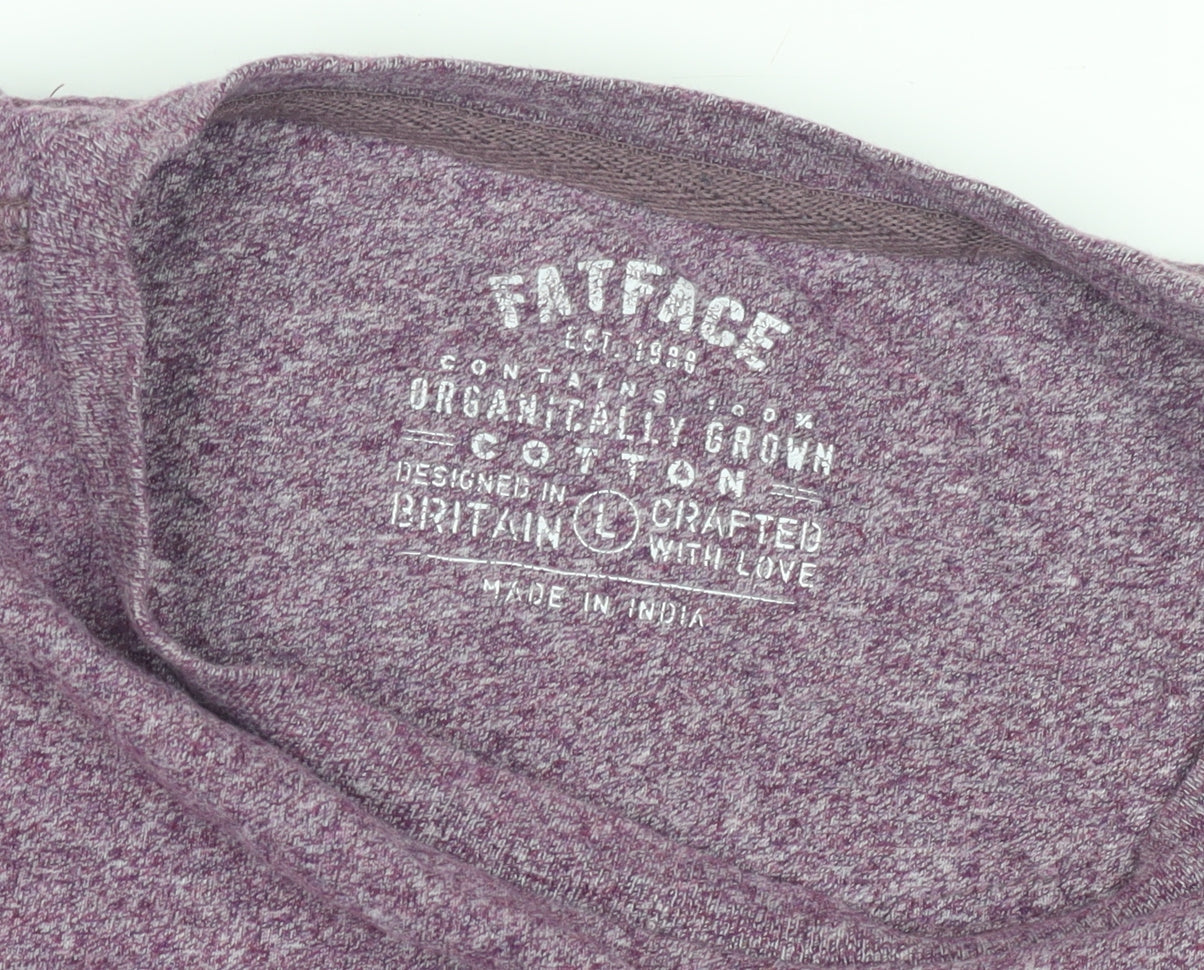 FATFACE
EST. 1988
CONTAINS 100%
ORGANICALLY GROWN
COTTON
DESIGNED IN
BRITAIN
L
CRAFTED
WITH LOVE
MADE IN INDIA